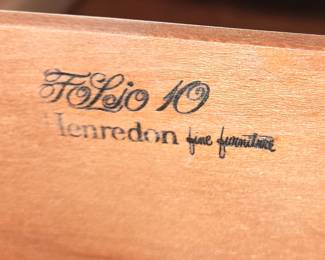 Folio 10
Henredon fine furniture